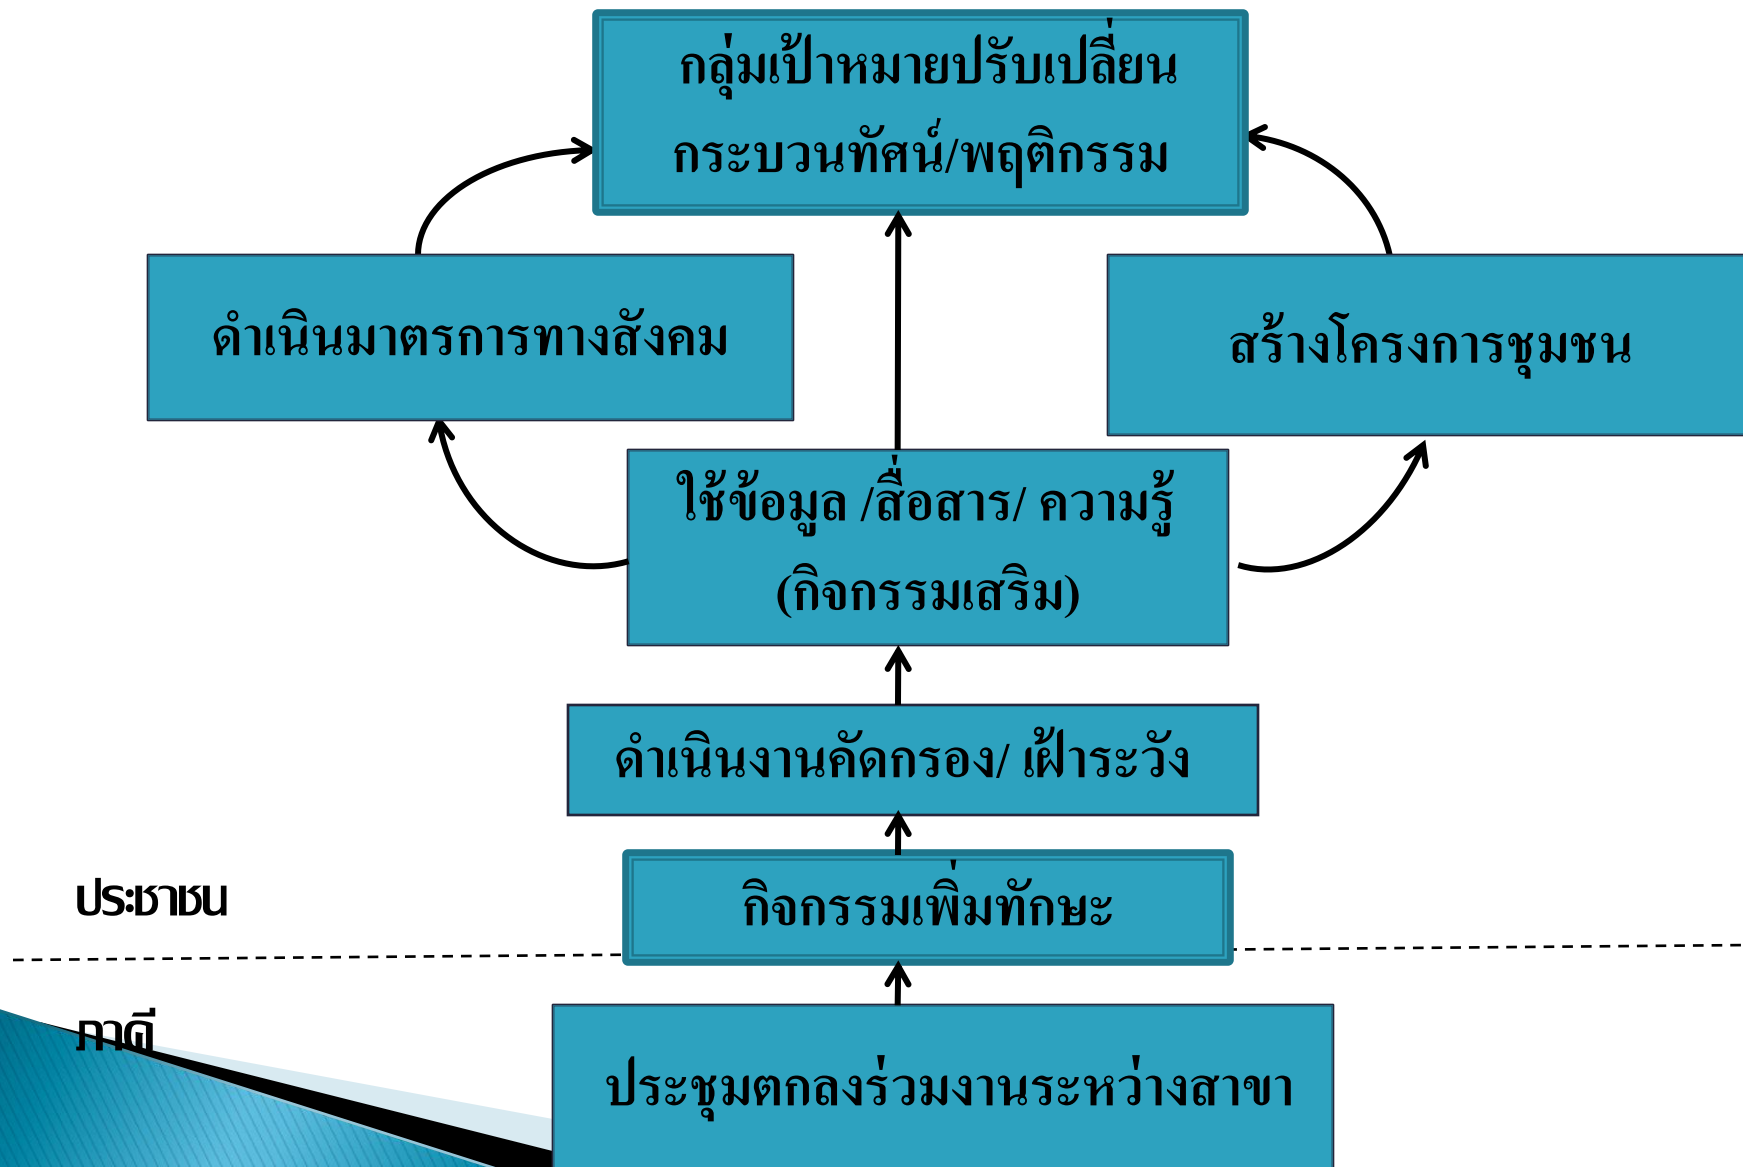 กลุ่มเป้าหมายปรับเปลี่ยน
กระบวนทัศน์/พฤติกรรม
ดำเนินมาตรการทางสังคม
สร้างโครงการชุมชน
ใช้ข้อมูล /สื่อสาร/ ความรู้
(กิจกรรมเสริม)
ดำเนินงานคัดกรอง/ เฝ้าระวัง
ประชาชน
กิจกรรมเพิ่มทักษะ
ภาคี
ประชุมตกลงร่วมงานระหว่างสาขา